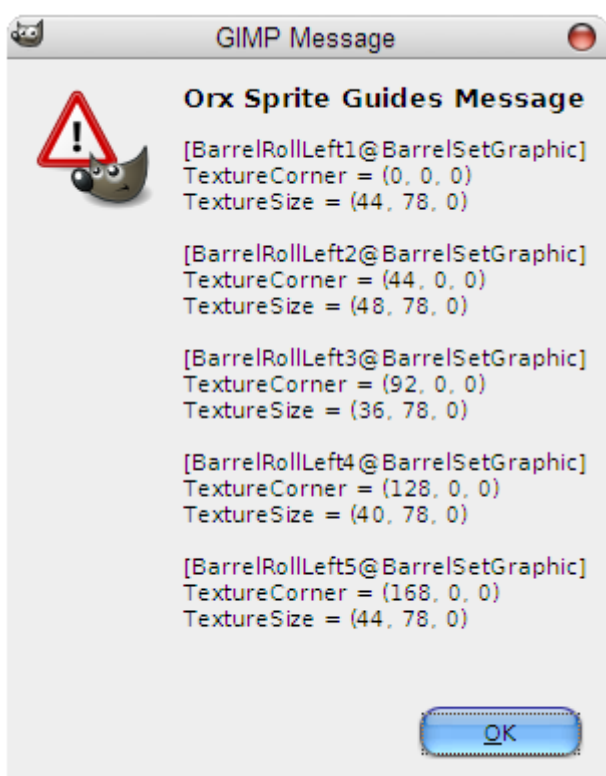 GIMP Message
Orx Sprite Guides Message
[BarrelRollLeft1@BarrelSetGraphic]
TextureCorner = (0, 0, 0)
TextureSize = (44, 78, 0)
[BarrelRollLeft2@BarrelSetGraphic]
TextureCorner = (44, 0, 0)
TextureSize = (48, 78, 0)
[BarrelRollLeft3@BarrelSetGraphic]
TextureCorner = (92, 0, 0)
TextureSize = (36, 78, 0)
[BarrelRollLeft4@BarrelSetGraphic]
TextureCorner = (128, 0, 0)
TextureSize = (40, 78, 0)
[BarrelRollLeft5@BarrelSetGraphic]
TextureCorner = (168, 0, 0)
TextureSize = (44, 78, 0)
OK